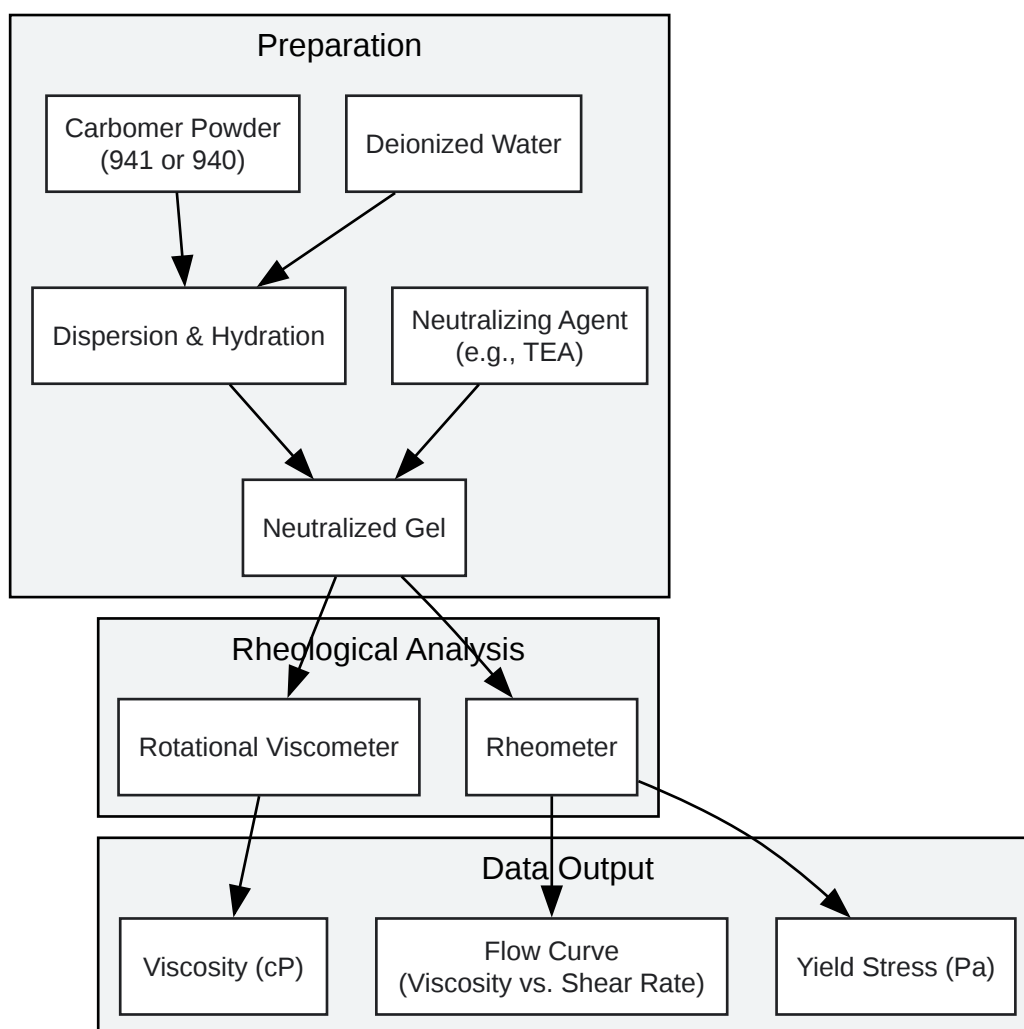 Preparation
Carbomer Powder
(941 or 940)
Deionized Water
Dispersion & Hydration
Neutralizing Agent
(e.g., TEA)
Neutralized Gel
Rheological Analysis
Rotational Viscometer
Rheometer
Data Output
Viscosity (cP)
Flow Curve
(Viscosity vs. Shear Rate)
Yield Stress (Pa)